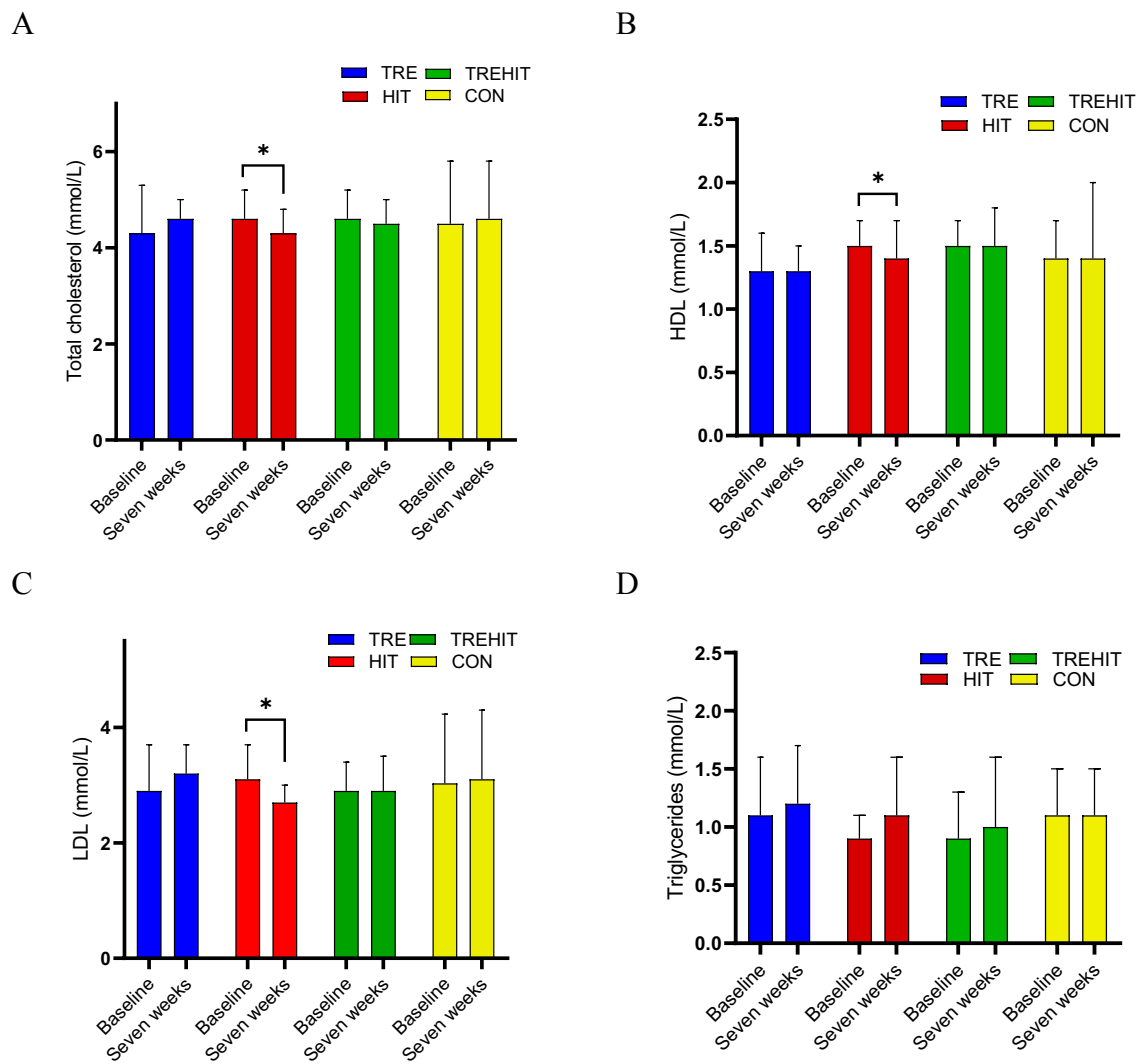 A
TRE TREHIT
HIT CON
*
Total cholesterol (mmol/L)
6
4
2
0
Baseline Seven weeks Baseline Seven weeks Baseline Seven weeks Baseline Seven weeks
B
TRE TREHIT
HIT CON
*
HDL (mmol/L)
2.5
2.0
1.5
1.0
0.5
0.0
Baseline Seven weeks Baseline Seven weeks Baseline Seven weeks Baseline Seven weeks
C
TRE TREHIT
HIT CON
*
LDL (mmol/L)
4
2
0
Baseline Seven weeks Baseline Seven weeks Baseline Seven weeks Baseline Seven weeks
D
TRE TREHIT
HIT CON
Triglycerides (mmol/L)
2.5
2.0
1.5
1.0
0.5
0.0
Baseline Seven weeks Baseline Seven weeks Baseline Seven weeks Baseline Seven weeks